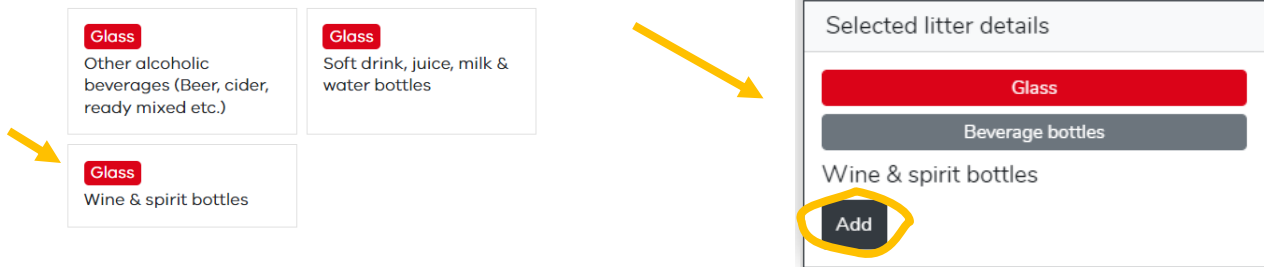 Glass
Other alcoholic
beverages (Beer, cider,
ready mixed etc.)
Glass
Soft drink, juice, milk &
water bottles
Glass
Wine & spirit bottles
Selected litter details
Glass
Beverage bottles
Wine & spirit bottles
Add